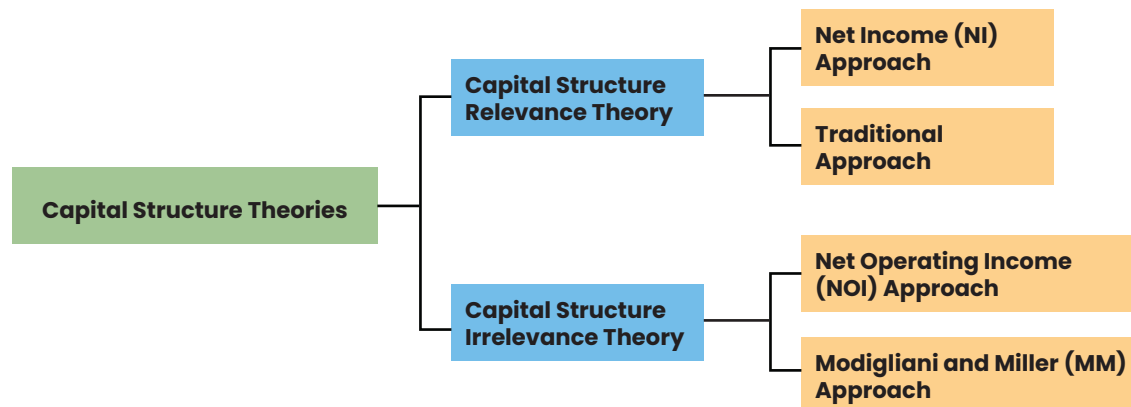 Capital Structure Theories
Capital Structure
Relevance Theory
Net Income (NI)
Approach
Traditional
Approach
Capital Structure
Irrelevance Theory
Net Operating Income
(NOI) Approach
Modigliani and Miller (MM)
Approach